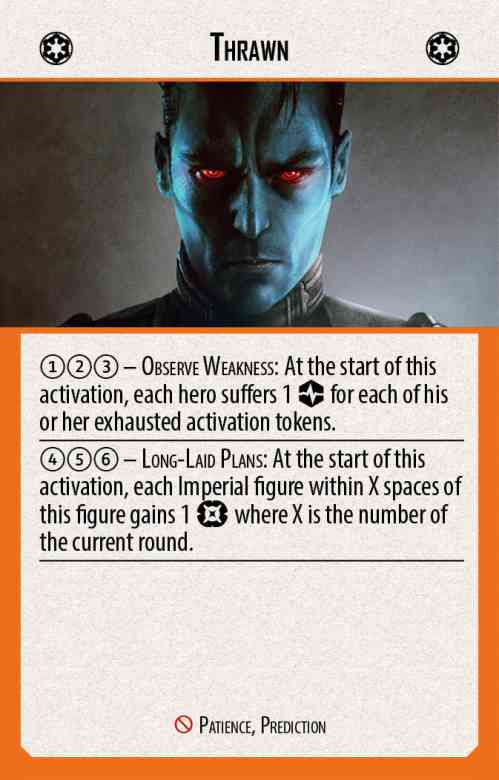 Thrawn
①②③ – Observe Weakness: At the start of this
activation, each hero suffers 1 for each of his
or her exhausted activation tokens.
④⑤⑥ – Long-Laid Plans: At the start of this
activation, each Imperial figure within X spaces of
this figure gains 1 where X is the number of
the current round.
Patience, Prediction